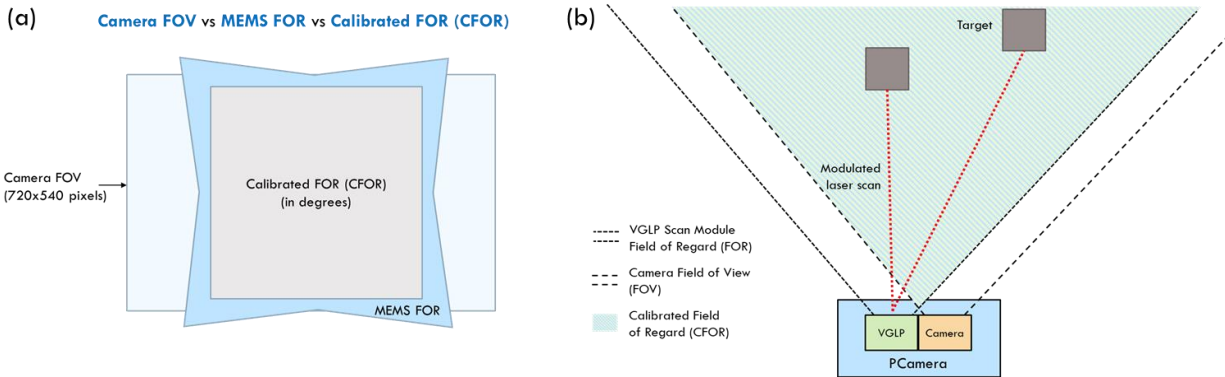 (a)
Camera FOV vs MEMS FOR vs Calibrated FOR (CFOR)
Camera FOV
(720x540 pixels)
Calibrated FOR (CFOR)
(in degrees)
MEMS FOR
(b)
Target
Modulated
laser scan
VGLP Scan Module
Field of Regard (FOR)
Camera Field of View
(FOV)
Calibrated Field
of Regard (CFOR)
VGLP
Camera
PCamera